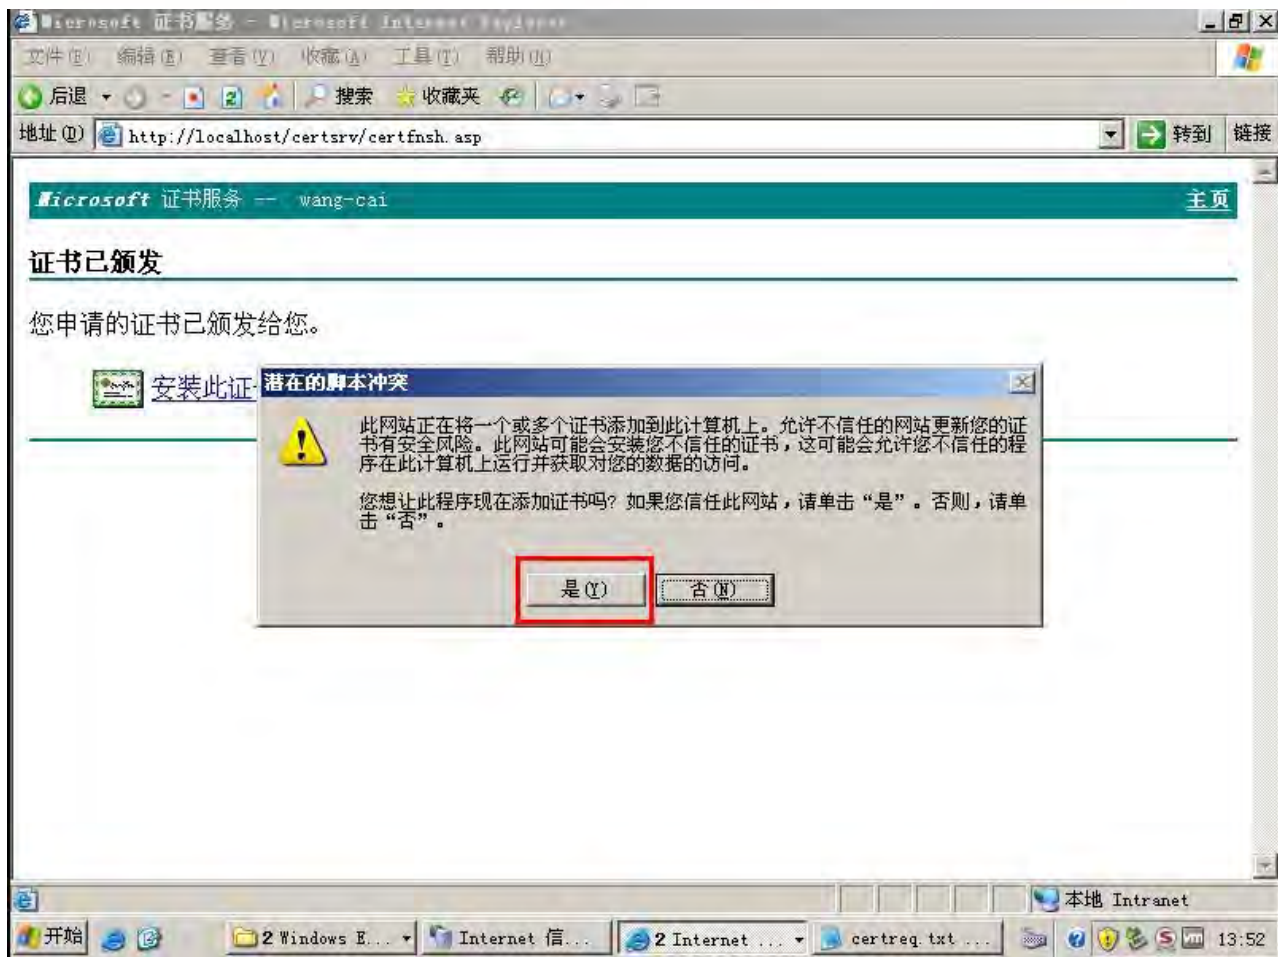 Microsoft 证书服务 - Microsoft Internet Explorer
文件(F) 编辑(E) 查看(V) 收藏(A) 工具(T) 帮助(H)
后退 搜索 收藏夹
地址(D) http://localhost/certsrv/certfnsh.asp 转到 链接
Microsoft 证书服务 -- wang-cai 主页
证书已颁发
您申请的证书已颁发给您。
安装此证
潜在的脚本冲突
此网站正在将一个或多个证书添加到此计算机上。允许不信任的网站更新您的证
书有安全风险。此网站可能会安装您不信任的证书，这可能会允许您不信任的程
序在此计算机上运行并获取对您的数据的访问。
您想让此程序现在添加证书吗? 如果您信任此网站，请单击“是”。否则，请单
击“否”。
是(Y) 否(N)
本地 Intranet
开始 2 Windows E... Internet 信... 2 Internet ... certreq.txt ... 13:52